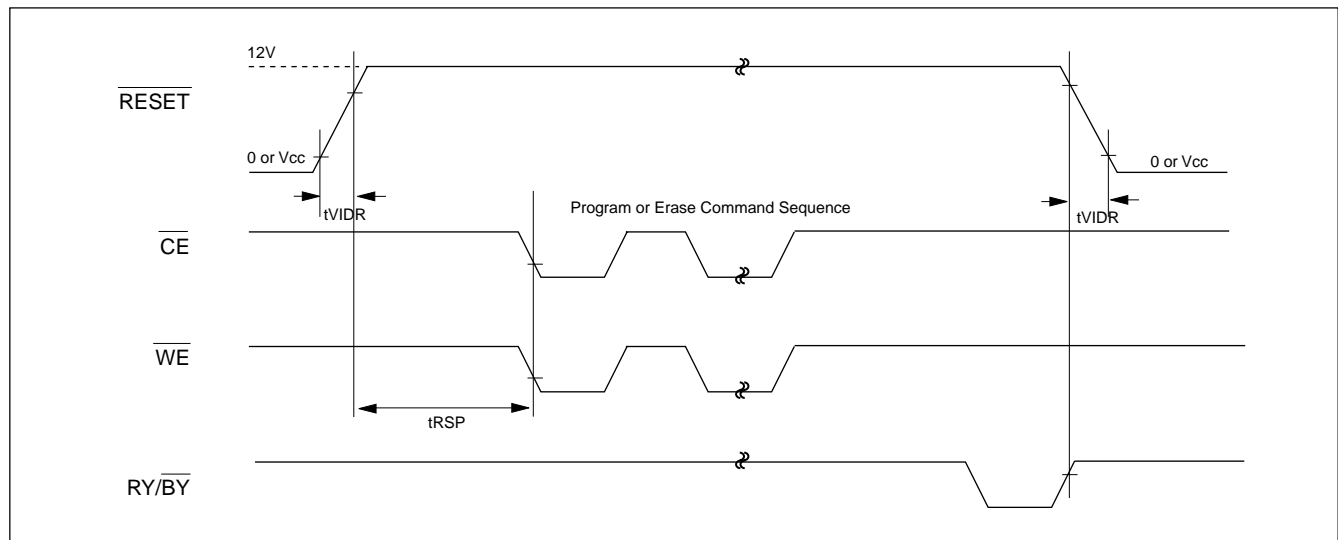 12V
RESET
0 or Vcc
0 or Vcc
tVIDR
Program or Erase Command Sequence
tVIDR
CE
WE
tRSP
RY/BY